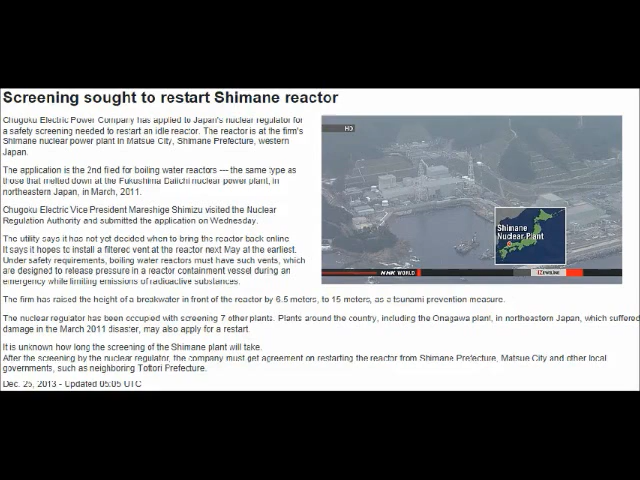 Screening sought to restart Shimane reactor
Chugoku Electric Power Company has applied to Japan's nuclear regulator for
a safety screening needed to restart an idle reactor. The reactor is at the firm's
Shimane nuclear power plant in Matsue City, Shimane Prefecture, western
Japan.
The application is the 2nd filed for boiling water reactors --- the same type as
those that melted down at the Fukushima Daiichi nuclear power plant, in
northeastern Japan, in March, 2011.
Chugoku Electric Vice President Mareshige Shimizu visited the Nuclear
Regulation Authority and submitted the application on Wednesday.
The utility says it has not yet decided when to bring the reactor back online
It says it hopes to install a filtered vent at the reactor next May at the earliest.
Under safety requirements, boiling water reactors must have such vents, which
are designed to release pressure in a reactor containment vessel during an
emergency while limiting emissions of radioactive substances.
HD
Shimane
Nuclear Power Plant
NHK WORLD
NEWSLINE
The firm has raised the height of a breakwater in front of the reactor by 6.5 meters, to 15 meters, as a tsunami prevention measure.
The nuclear regulator has been occupied with screening 7 other plants. Plants around the country, including the Onagawa plant, in northeastern Japan, which suffered
damage in the March 2011 disaster, may also apply for a restart
It is unknown how long the screening of the Shimane plant will take.
After the screening by the nuclear regulator, the company must get agreement on restarting the reactor from Shimane Prefecture, Matsue City and other local
governments, such as neighboring Tottori Prefecture.
Dec. 25, 2013 - Updated 05:05 UTC